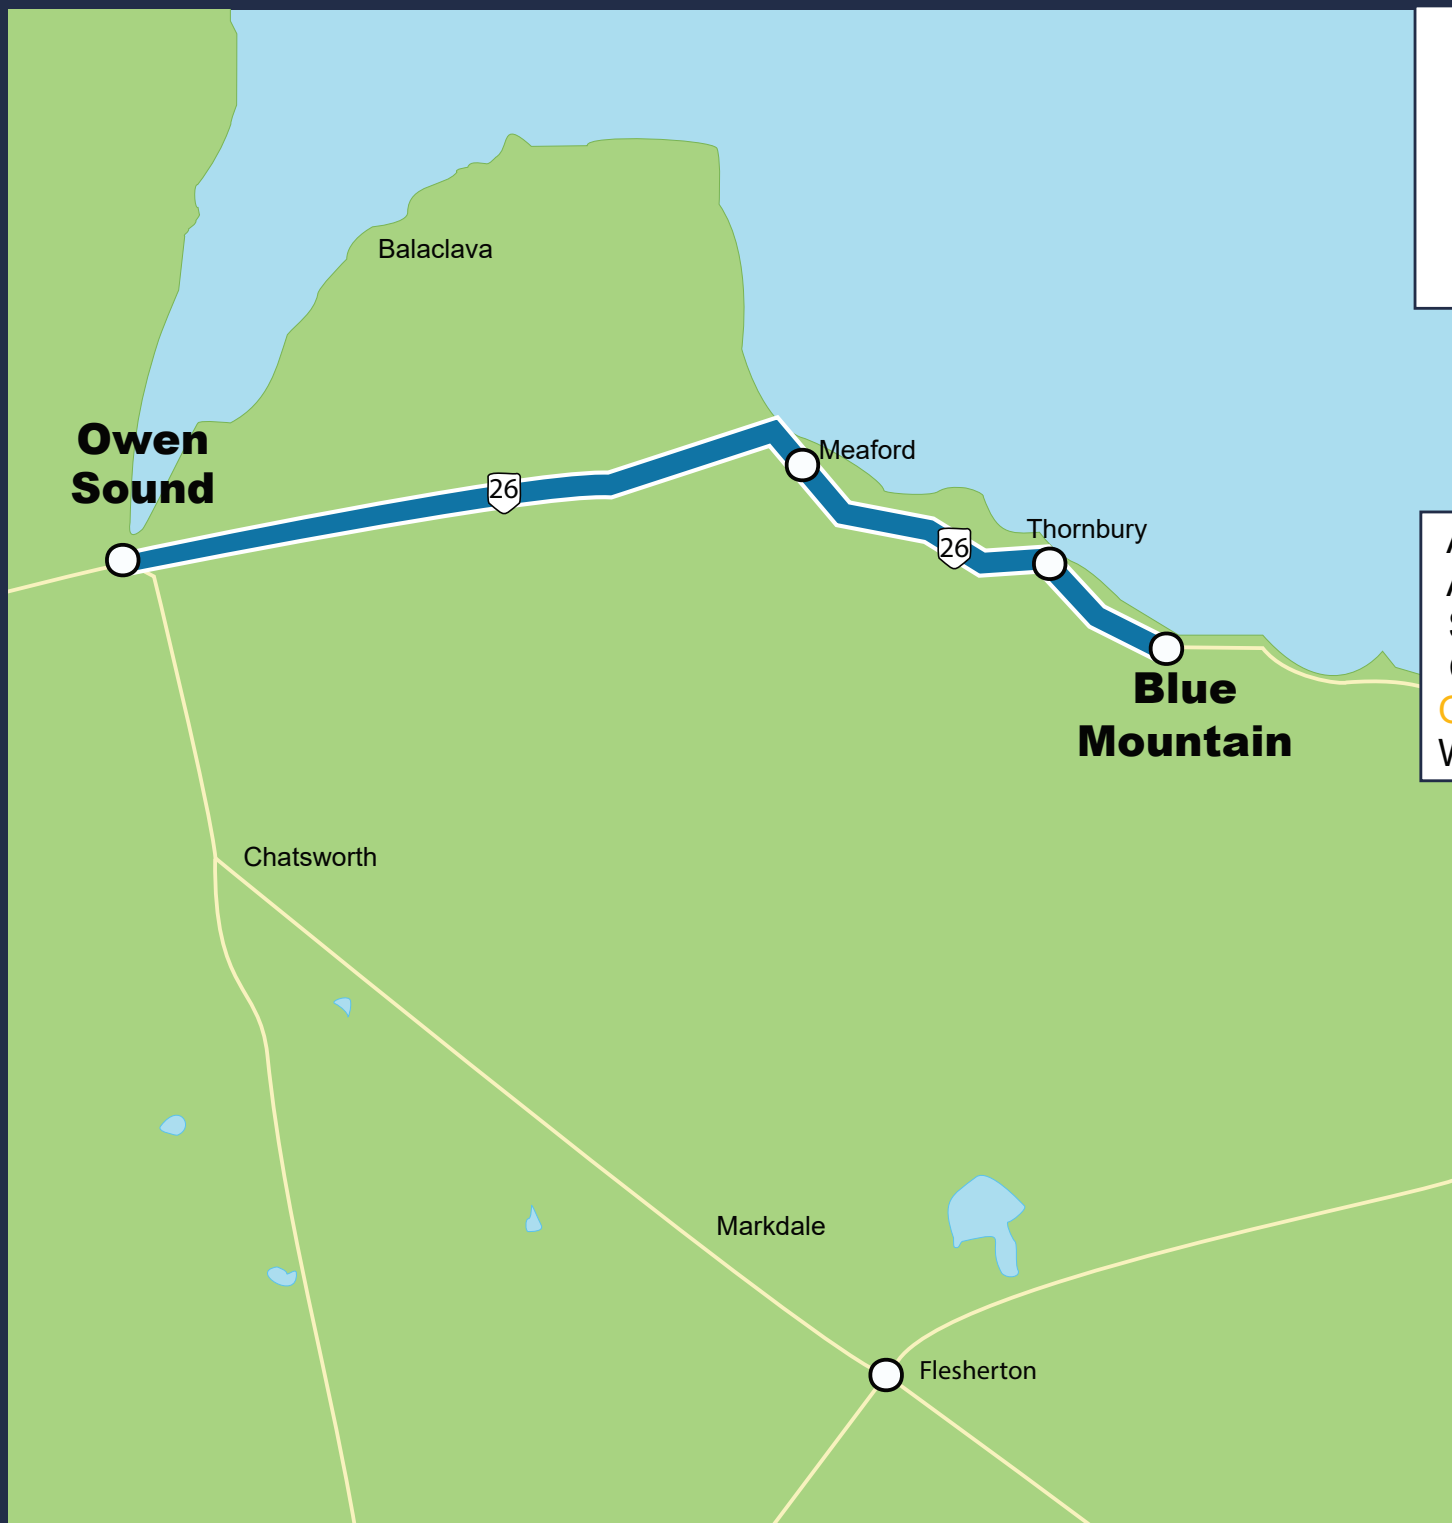 Balaclava
Owen
Sound
26
Meaford
26
Thornbury
Blue
Mountain
Chatsworth
Markdale
Flesherton